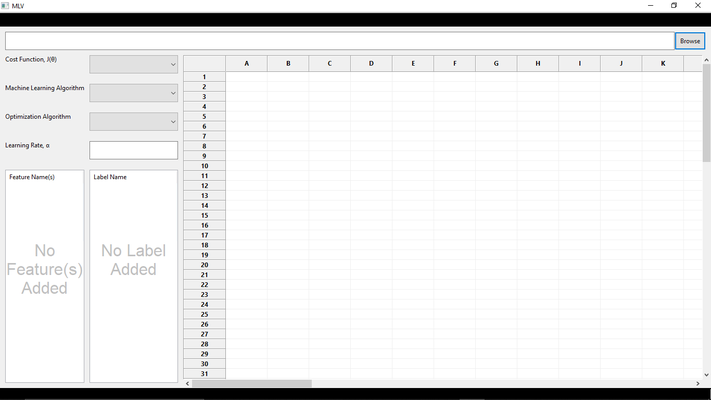 MLV
Browse
Cost Function, J(θ)
Machine Learning Algorithm
Optimization Algorithm
Learning Rate, α
Feature Name(s)
Label Name
No
Feature(s)
Added
No Label
Added
A B C D E F G H I J K
1
2
3
4
5
6
7
8
9
10
11
12
13
14
15
16
17
18
19
20
21
22
23
24
25
26
27
28
29
30
31